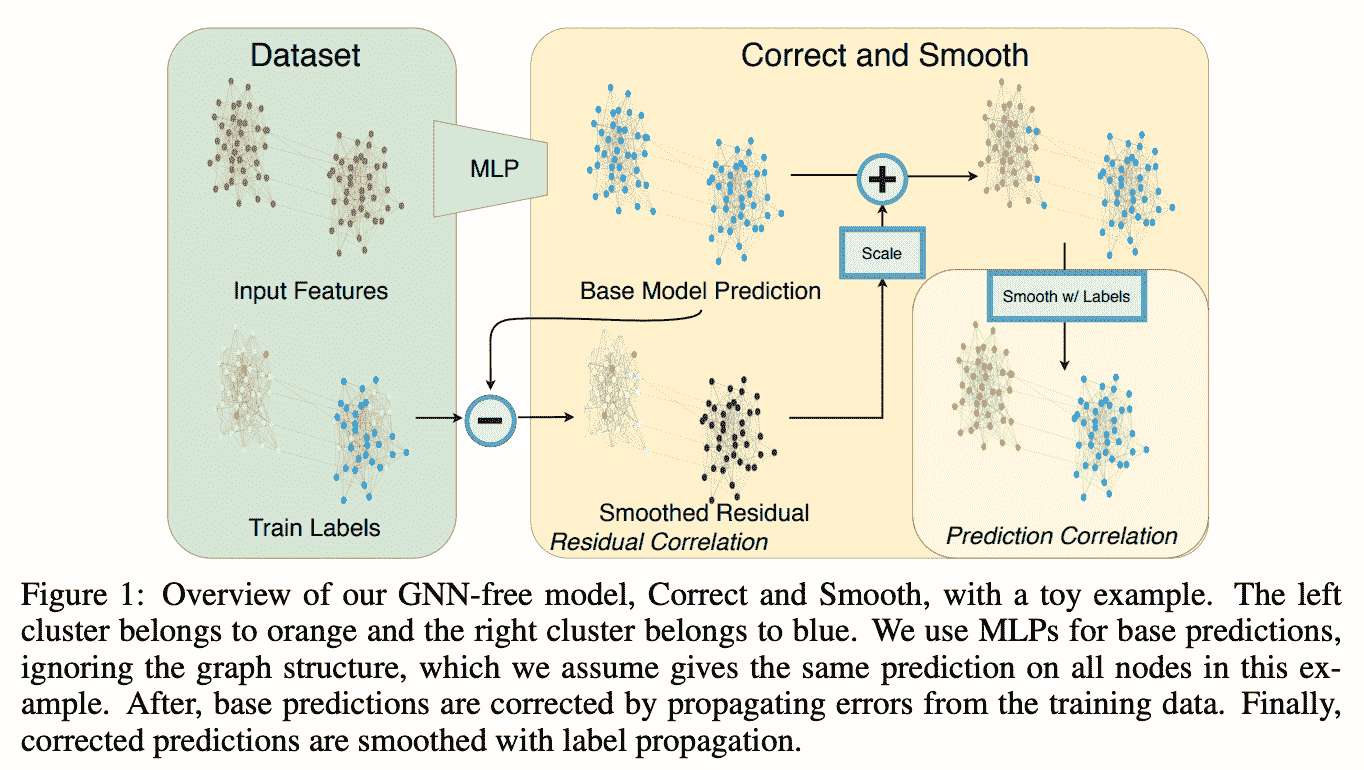 Dataset
Correct and Smooth
MLP
+
Scale
Input Features
Base Model Prediction
Smooth w/ Labels
−
Train Labels
Smoothed Residual
Residual Correlation
Prediction Correlation
Figure 1: Overview of our GNN-free model, Correct and Smooth, with a toy example. The left
cluster belongs to orange and the right cluster belongs to blue. We use MLPs for base predictions,
ignoring the graph structure, which we assume gives the same prediction on all nodes in this ex-
ample. After, base predictions are corrected by propagating errors from the training data. Finally,
corrected predictions are smoothed with label propagation.